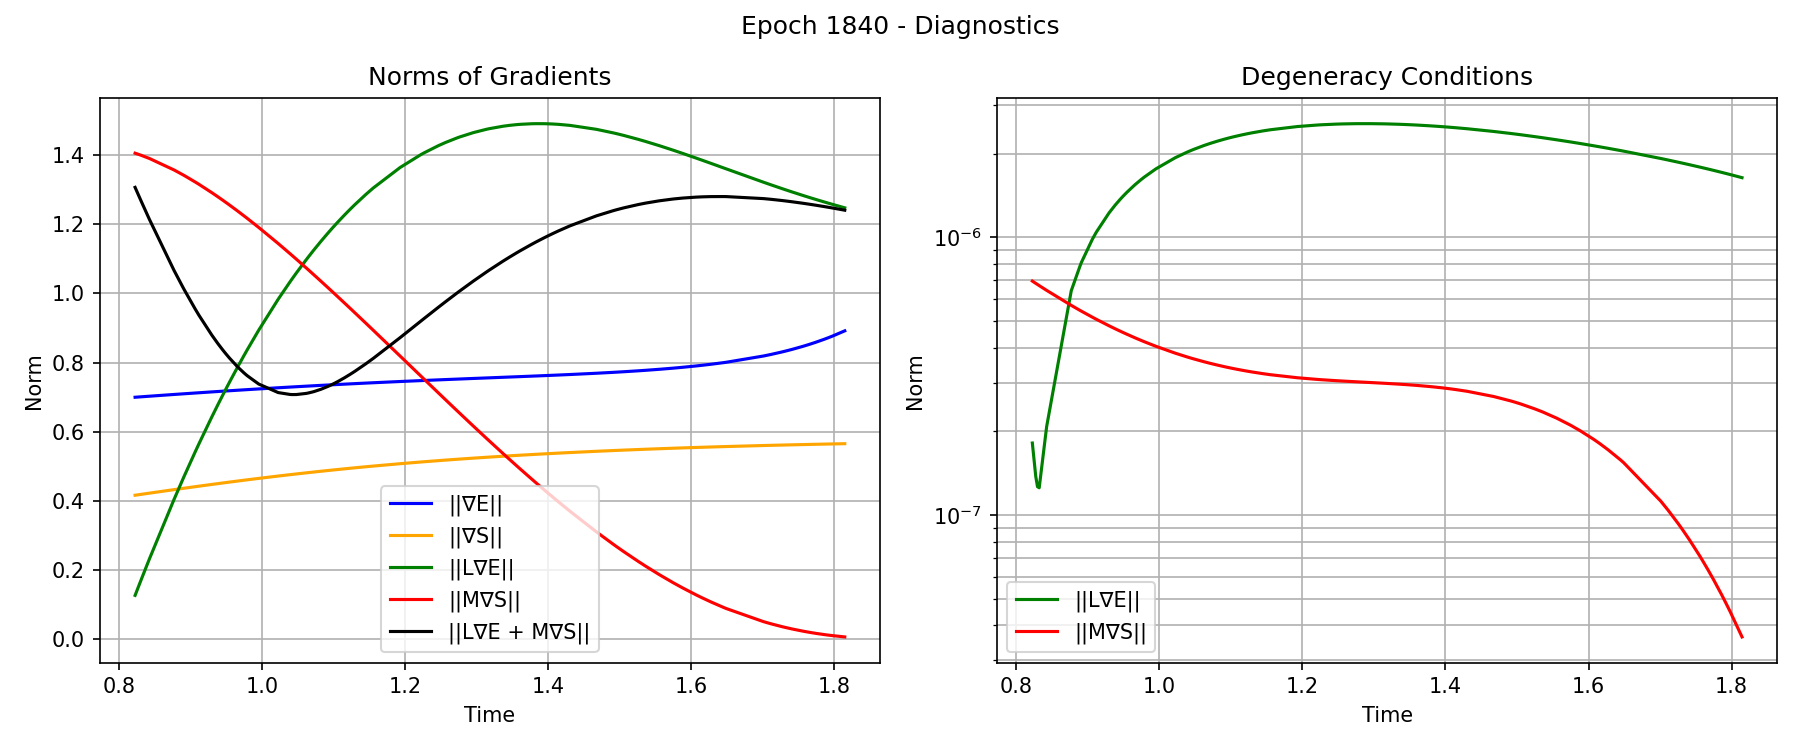 Epoch 1840 - Diagnostics
Norms of Gradients
Norm
1.4
1.2
1.0
0.8
0.6
0.4
0.2
0.0
0.8 1.0 1.2 1.4 1.6 1.8
Time
||∇E||
||∇S||
||L∇E||
||M∇S||
||L∇E + M∇S||
Degeneracy Conditions
Norm
10⁻⁶
10⁻⁷
0.8 1.0 1.2 1.4 1.6 1.8
Time
||L∇E||
||M∇S||